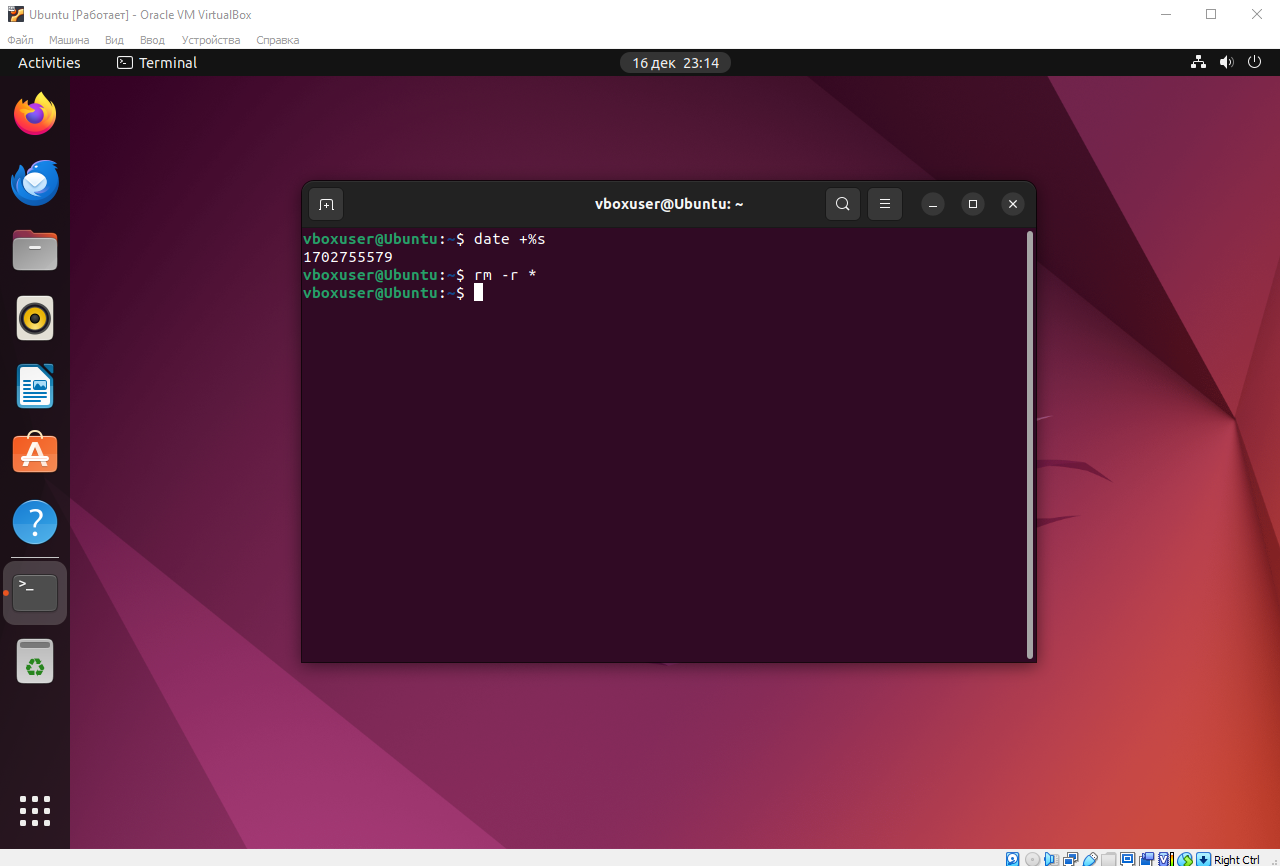 Ubuntu [Работает] - Oracle VM VirtualBox
Файл Машина Вид Ввод Устройства Справка
Activities Terminal 16 дек 23:14
vboxuser@Ubuntu: ~
vboxuser@Ubuntu:~$ date +%s
1702755579
vboxuser@Ubuntu:~$ rm -r *
vboxuser@Ubuntu:~$
Right Ctrl